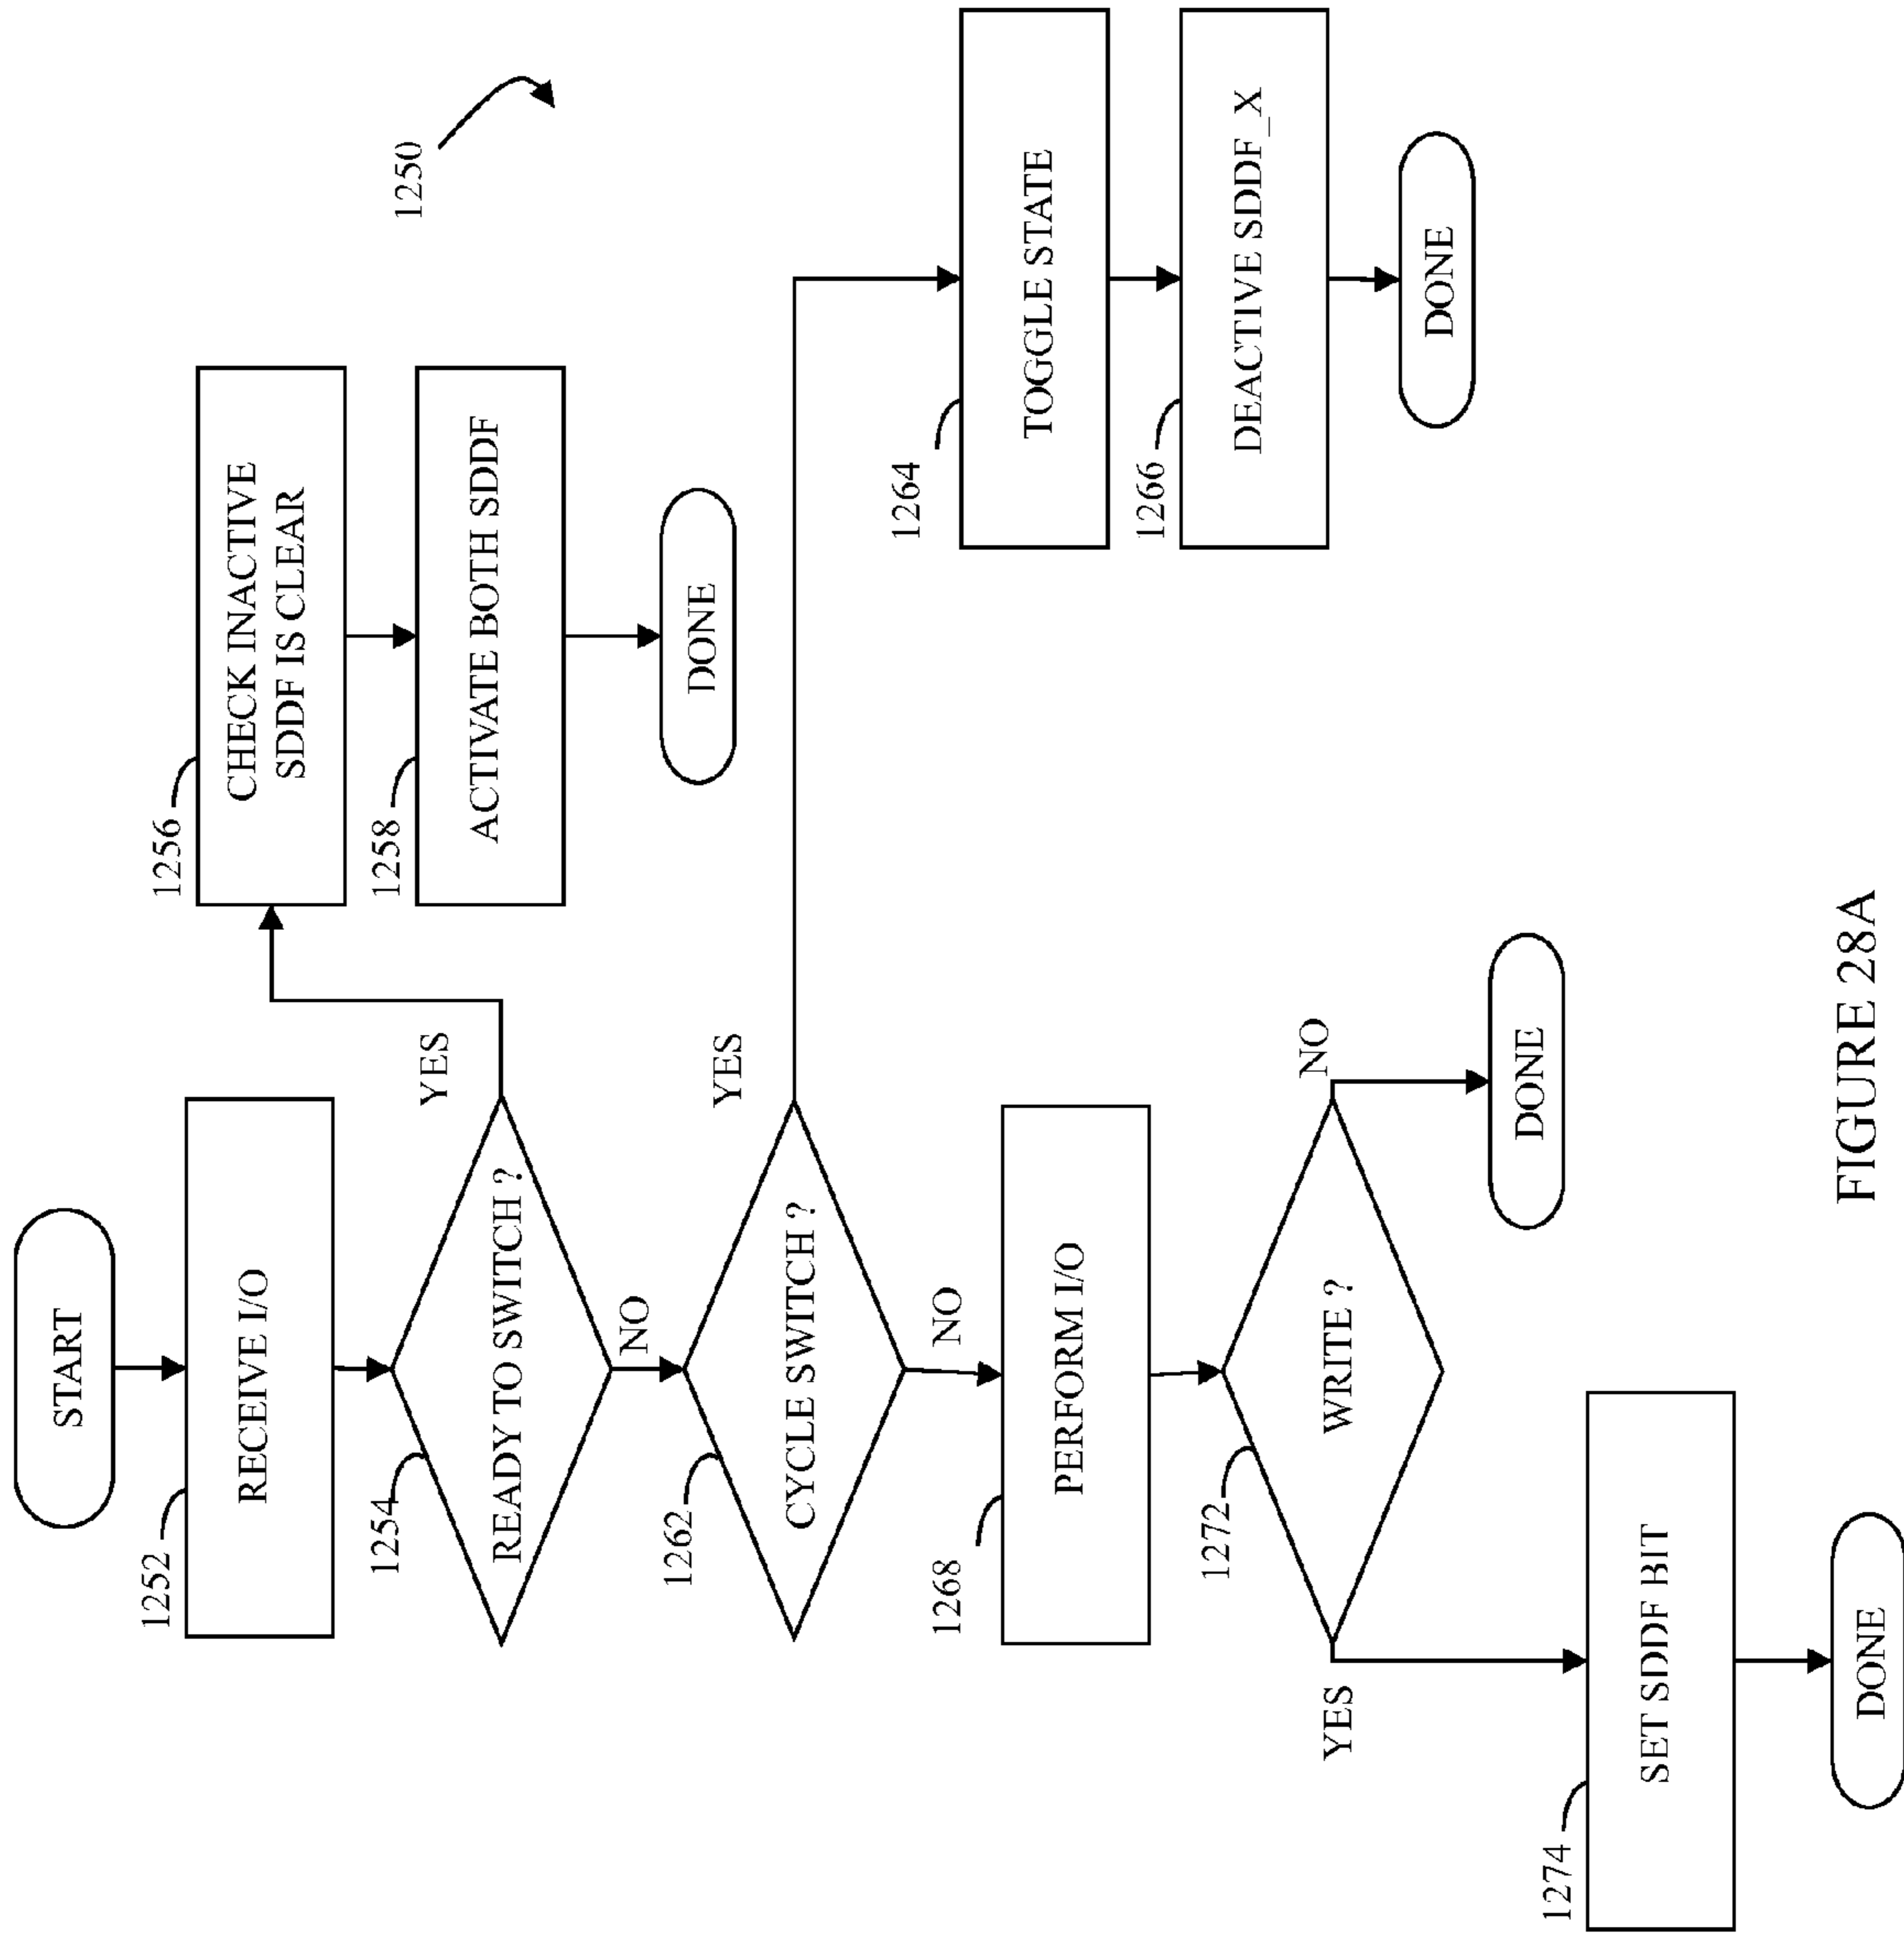 START
1252
RECEIVE I/O
1254
READY TO SWITCH ?
YES
NO
1256
CHECK INACTIVE
SDDF IS CLEAR
1258
ACTIVATE BOTH SDDF
DONE
1250
1262
CYCLE SWITCH ?
YES
NO
1264
TOGGLE STATE
1266
DEACTIVE SDDF_X
DONE
1268
PERFORM I/O
1272
WRITE ?
NO
DONE
YES
1274
SET SDDF BIT
DONE
FIGURE 28A